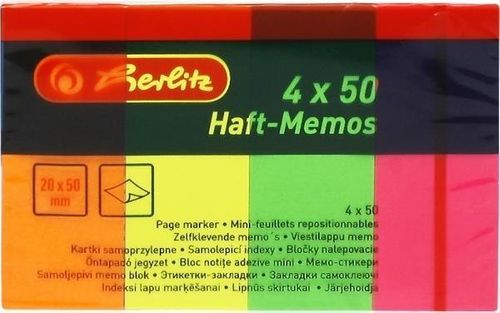 herlitz
4 x 50
Haft-Memos
20 x 50
mm
4 x 50
Page marker • Mini-feuillets repositionnables
Zelfklevende memo´s • Viestilappu memo
Kartki samoprzylepne • Samolepicí indexy • Bločky nalepovacie
Öntapadó jegyzet • Bloc notiţe adezive mini • Мемо-стикери
Samoljepivi memo blok • Этикетки-закладки • Закладки самоклеючі
Indeksi lapu marķēšanai • Lipnūs skirtukai • Järjehoidja